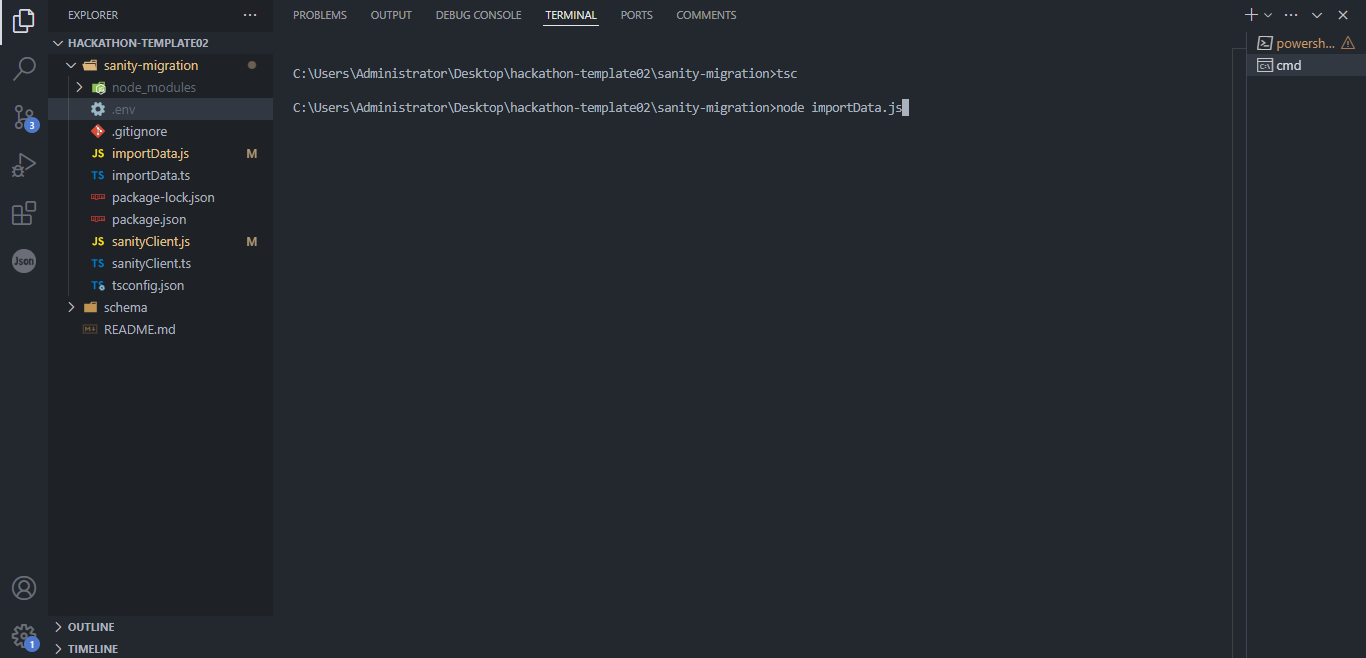 EXPLORER
HACKATHON-TEMPLATE02
sanity-migration
node_modules
.env
.gitignore
JS importData.js M
TS importData.ts
package-lock.json
package.json
JS sanityClient.js M
TS sanityClient.ts
TS tsconfig.json
schema
README.md
OUTLINE
TIMELINE
3
Json
1
PROBLEMS OUTPUT DEBUG CONSOLE TERMINAL PORTS COMMENTS
C:\Users\Administrator\Desktop\hackathon-template02\sanity-migration>tsc
C:\Users\Administrator\Desktop\hackathon-template02\sanity-migration>node importData.js
powersh...
cmd